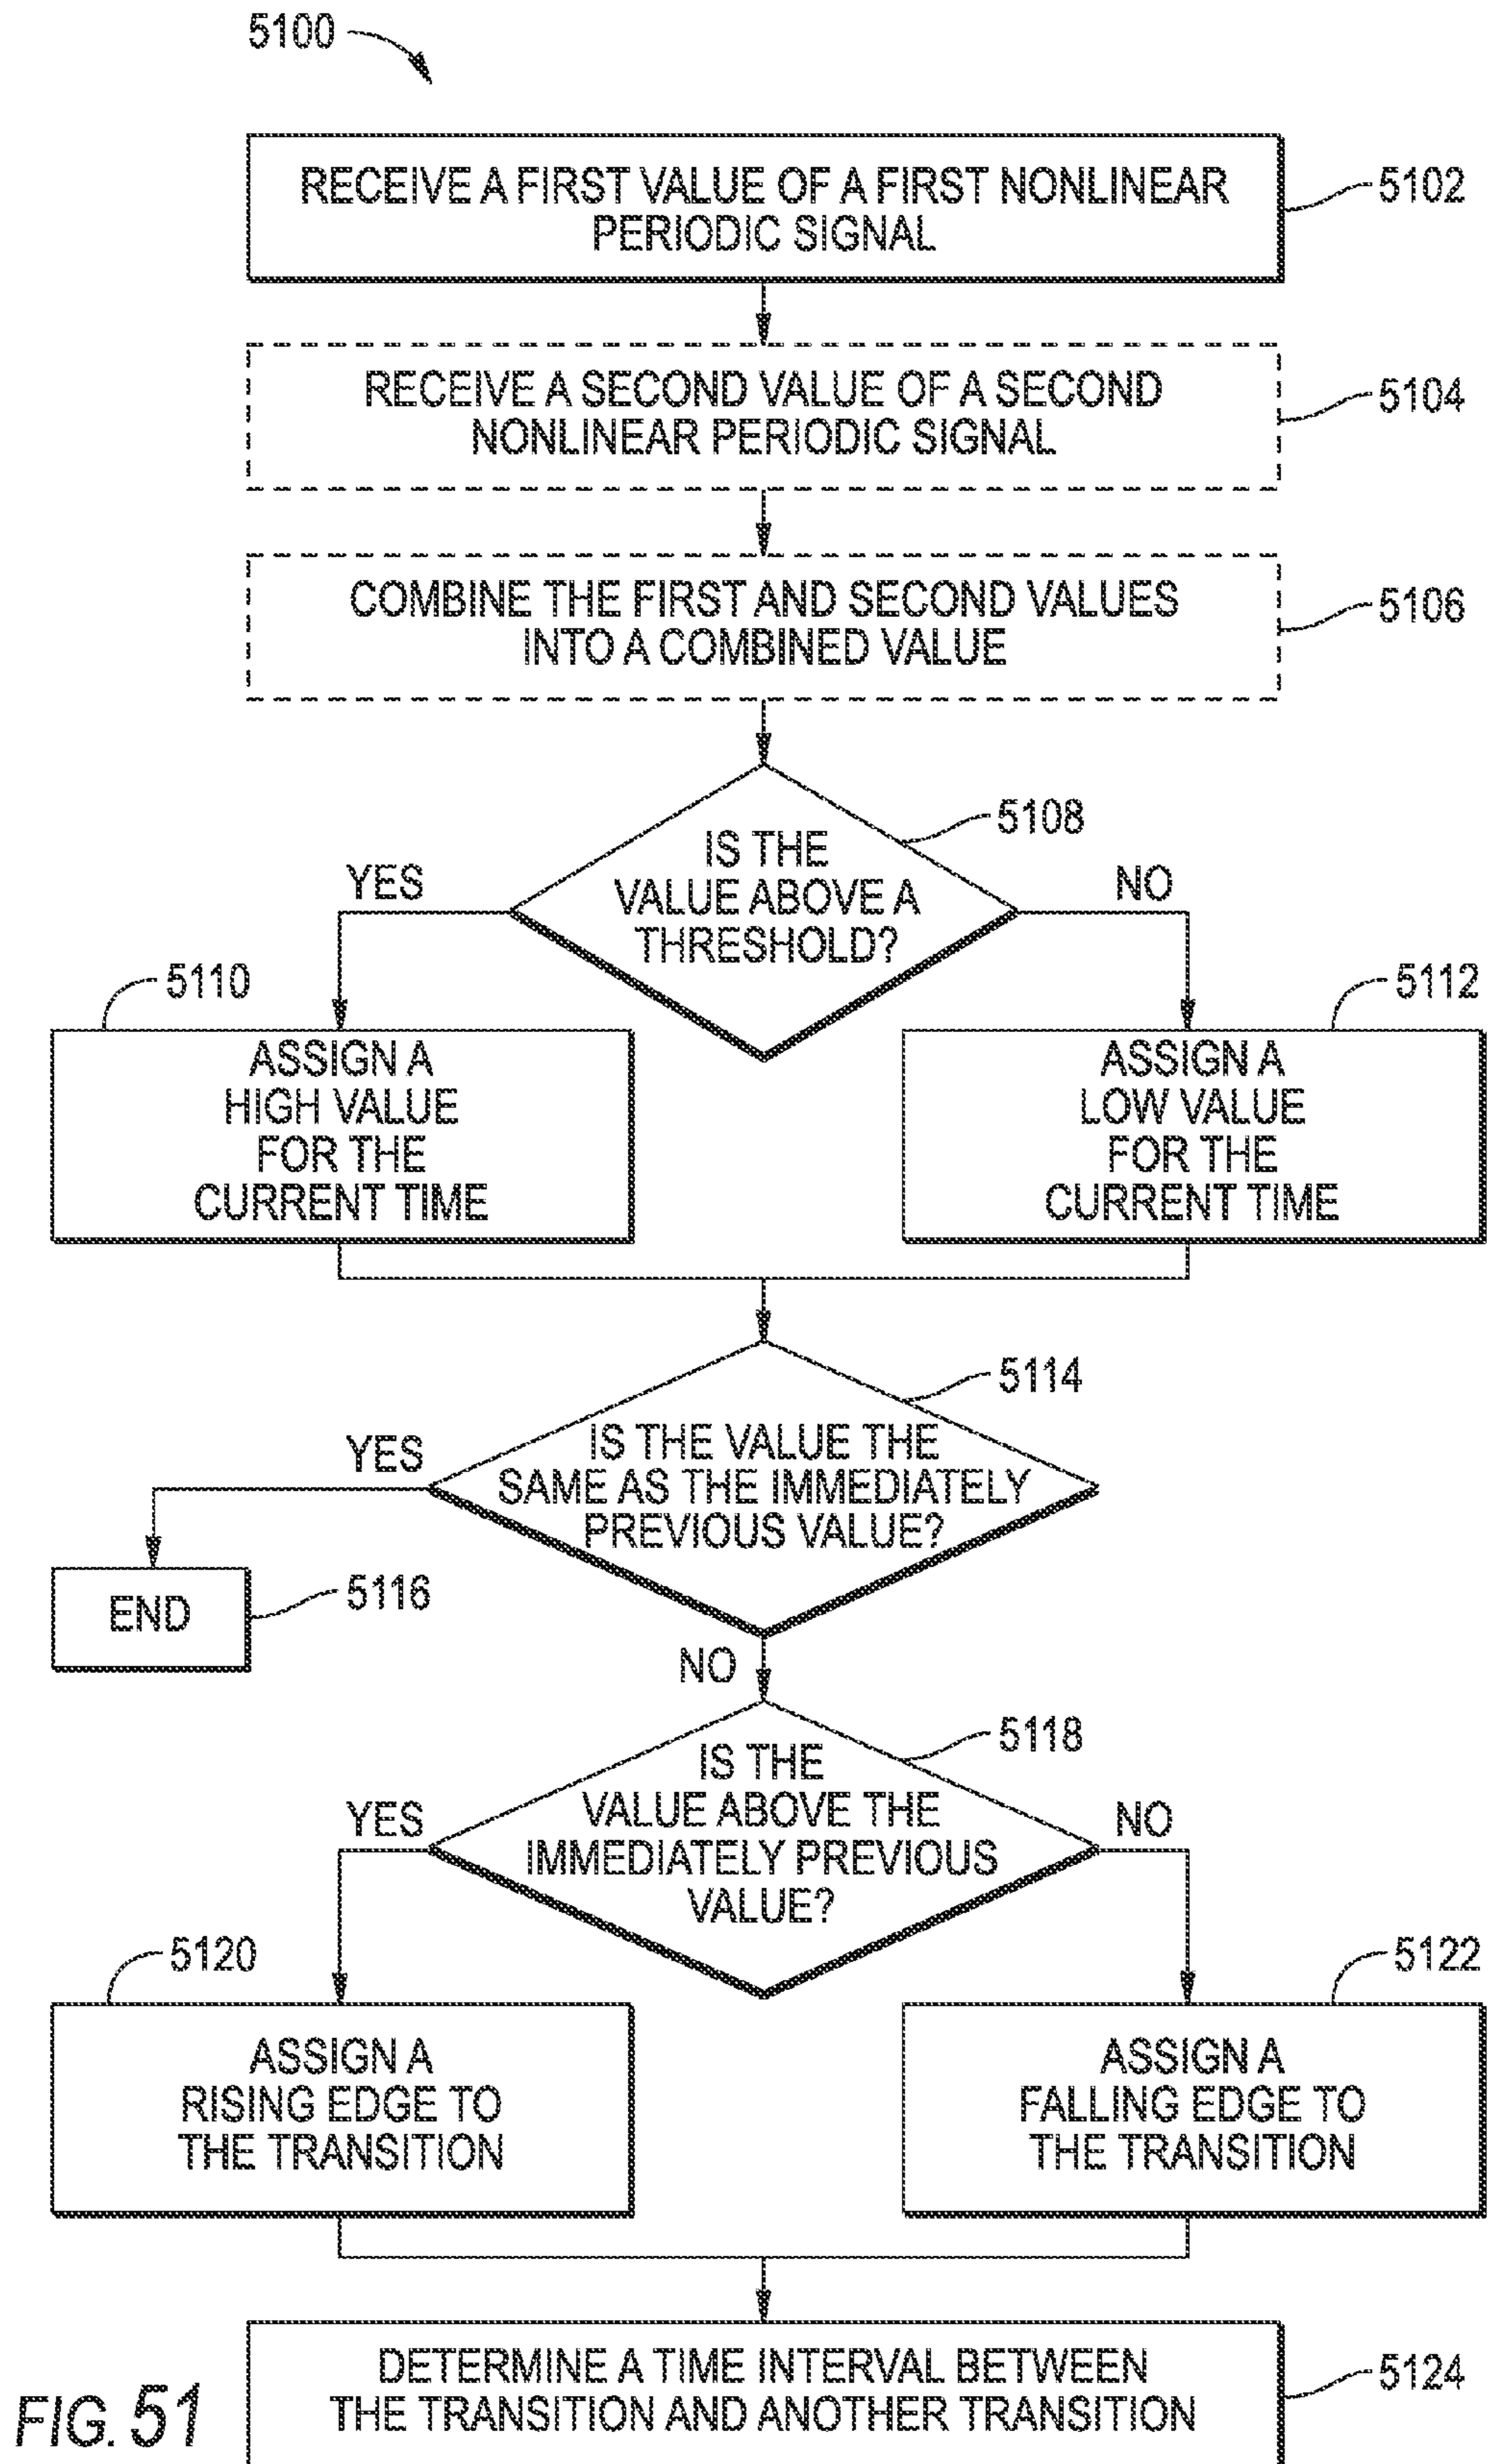 5100
RECEIVE A FIRST VALUE OF A FIRST NONLINEAR
PERIODIC SIGNAL
5102
RECEIVE A SECOND VALUE OF A SECOND
NONLINEAR PERIODIC SIGNAL
5104
COMBINE THE FIRST AND SECOND VALUES
INTO A COMBINED VALUE
5106
IS THE
VALUE ABOVE A
THRESHOLD?
5108
YES
NO
5110
ASSIGN A
HIGH VALUE
FOR THE
CURRENT TIME
5112
ASSIGN A
LOW VALUE
FOR THE
CURRENT TIME
5114
IS THE VALUE THE
SAME AS THE IMMEDIATELY
PREVIOUS VALUE?
YES
END
5116
NO
5118
IS THE
VALUE ABOVE THE
IMMEDIATELY PREVIOUS
VALUE?
YES
NO
5120
ASSIGN A
RISING EDGE TO
THE TRANSITION
5122
ASSIGN A
FALLING EDGE TO
THE TRANSITION
DETERMINE A TIME INTERVAL BETWEEN
THE TRANSITION AND ANOTHER TRANSITION
5124
FIG. 51